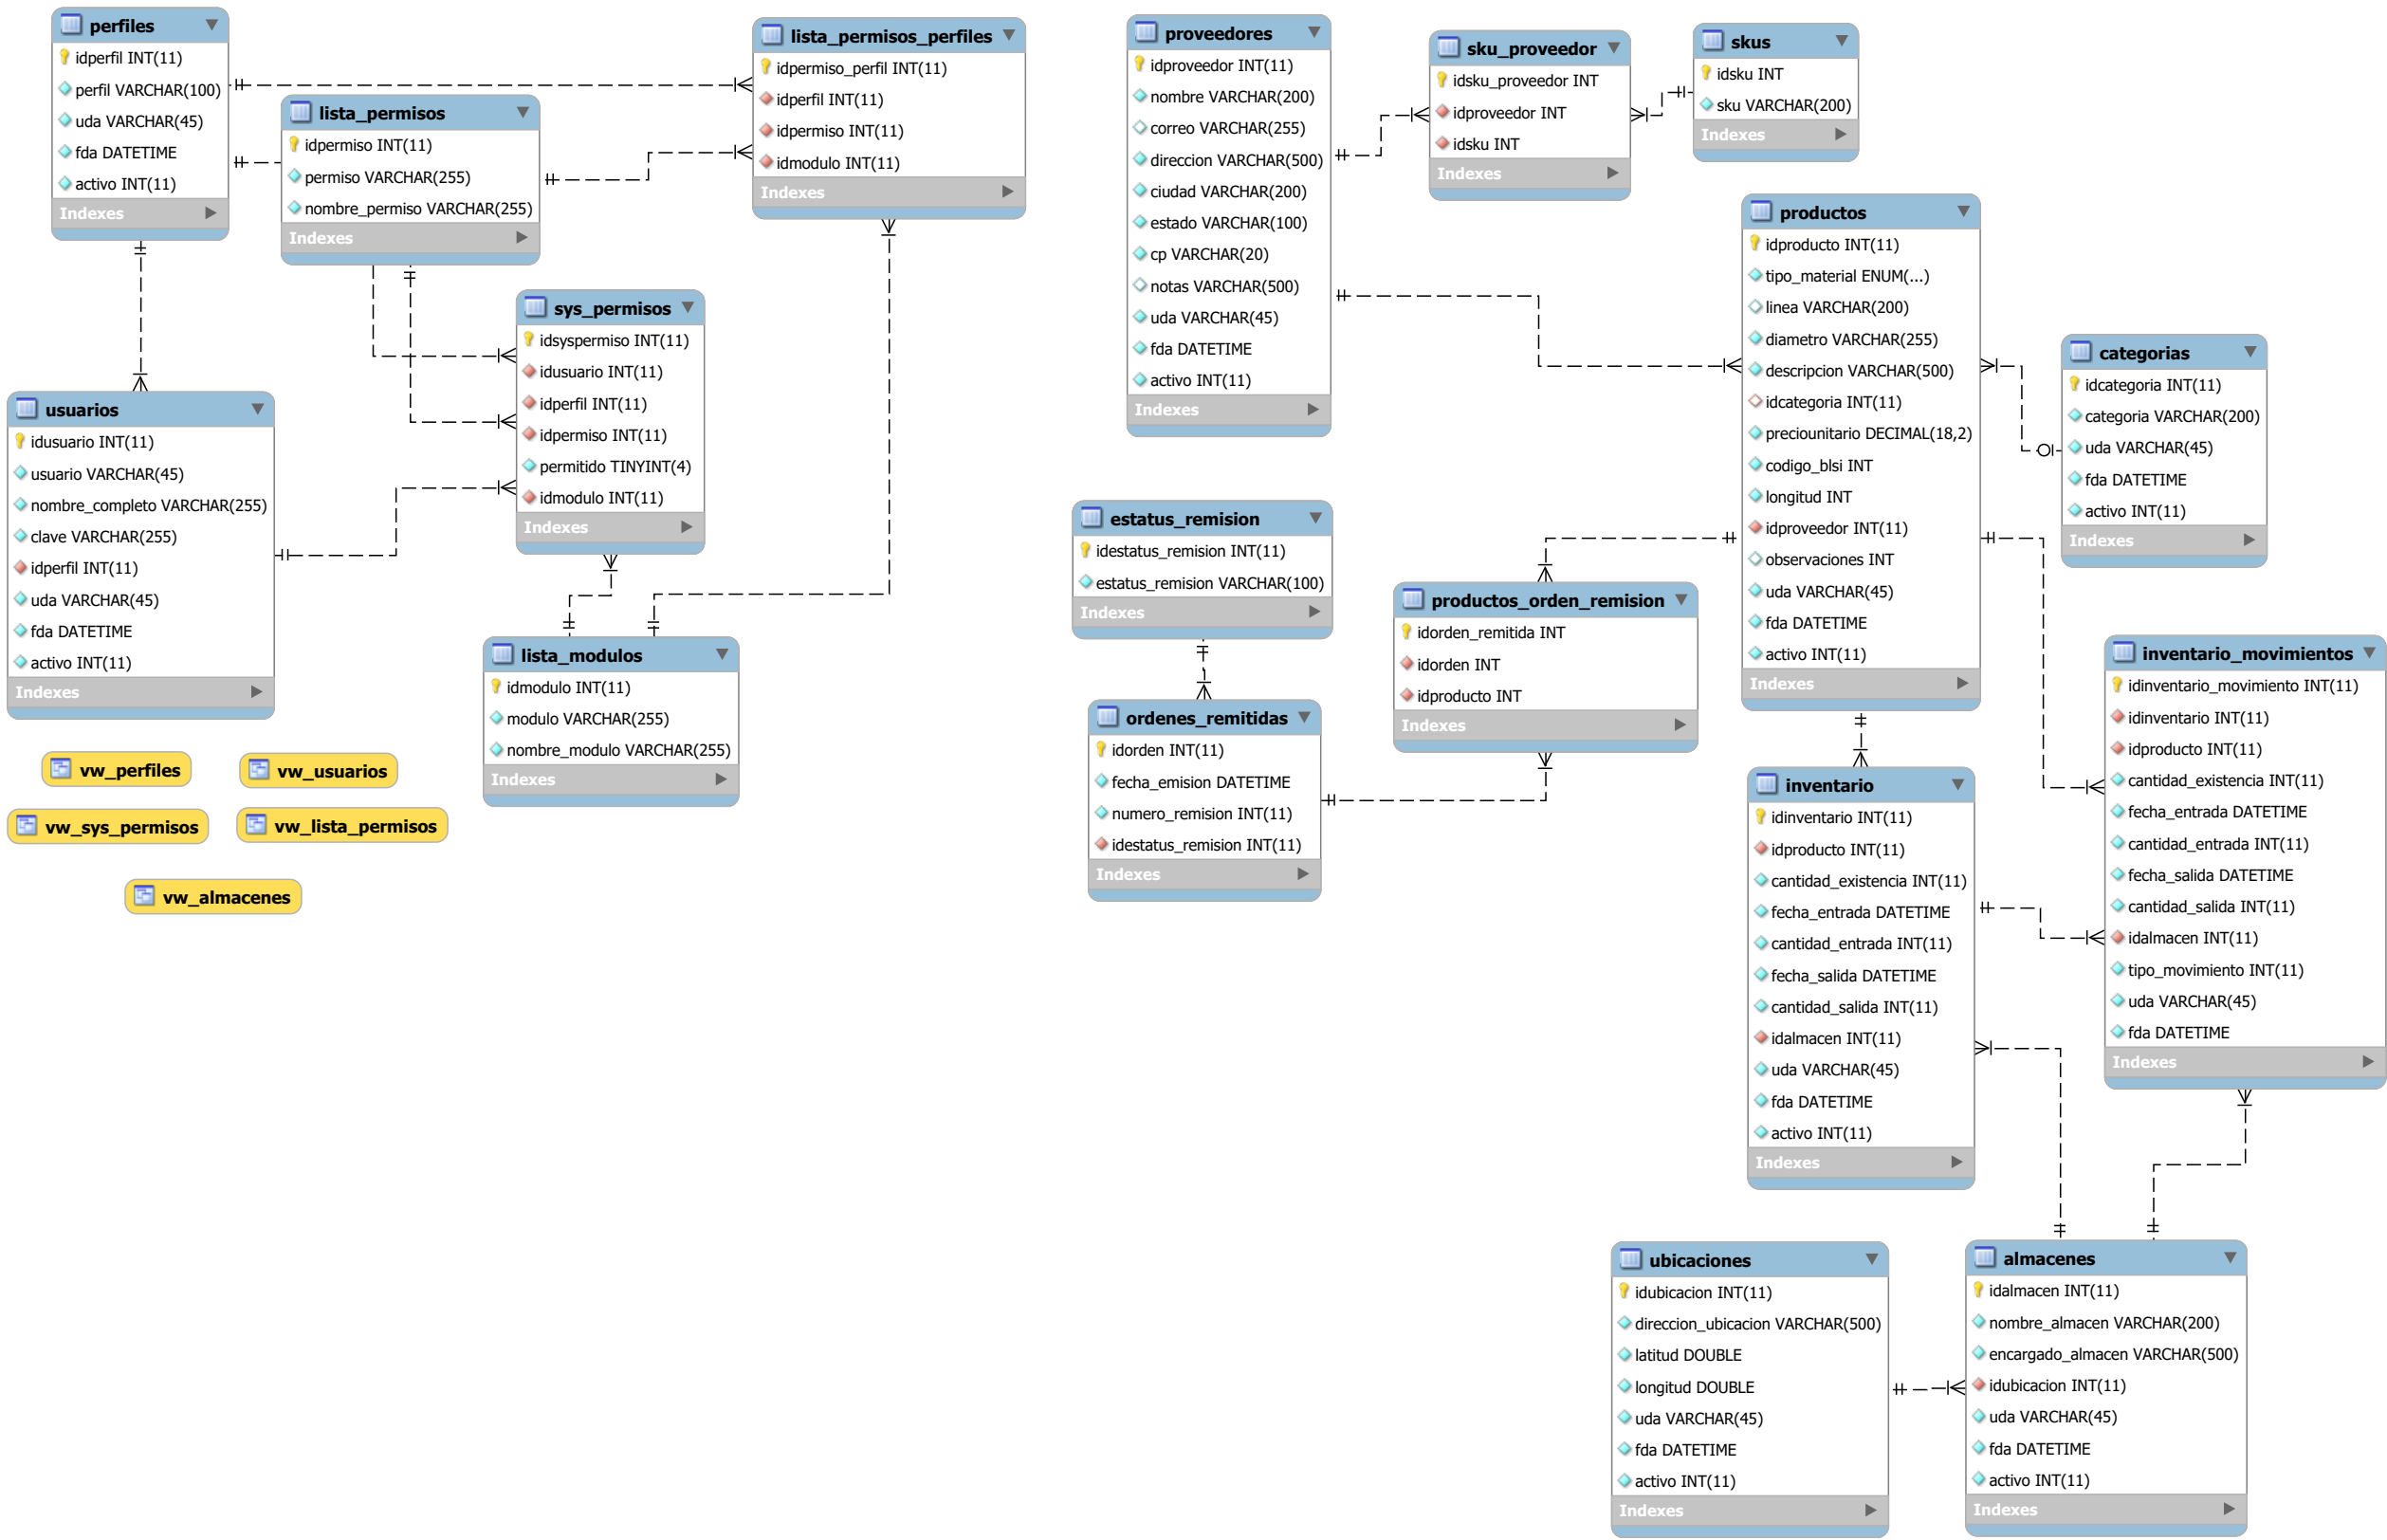 perfiles
idperfil INT(11)
perfil VARCHAR(100)
uda VARCHAR(45)
fda DATETIME
activo INT(11)
Indexes
lista_permisos
idpermiso INT(11)
permiso VARCHAR(255)
nombre_permiso VARCHAR(255)
Indexes
lista_permisos_perfiles
idpermiso_perfil INT(11)
idperfil INT(11)
idpermiso INT(11)
idmodulo INT(11)
Indexes
sys_permisos
idsyspermiso INT(11)
idusuario INT(11)
idperfil INT(11)
idpermiso INT(11)
permitido TINYINT(4)
idmodulo INT(11)
Indexes
usuarios
idusuario INT(11)
usuario VARCHAR(45)
nombre_completo VARCHAR(255)
clave VARCHAR(255)
idperfil INT(11)
uda VARCHAR(45)
fda DATETIME
activo INT(11)
Indexes
lista_modulos
idmodulo INT(11)
modulo VARCHAR(255)
nombre_modulo VARCHAR(255)
Indexes
vw_perfiles
vw_usuarios
vw_sys_permisos
vw_lista_permisos
vw_almacenes
proveedores
idproveedor INT(11)
nombre VARCHAR(200)
correo VARCHAR(255)
direccion VARCHAR(500)
ciudad VARCHAR(200)
estado VARCHAR(100)
cp VARCHAR(20)
notas VARCHAR(500)
uda VARCHAR(45)
fda DATETIME
activo INT(11)
Indexes
sku_proveedor
idsku_proveedor INT
idproveedor INT
idsku INT
Indexes
skus
idsku INT
sku VARCHAR(200)
Indexes
productos
idproducto INT(11)
tipo_material ENUM(...)
linea VARCHAR(200)
diametro VARCHAR(255)
descripcion VARCHAR(500)
idcategoria INT(11)
preciounitario DECIMAL(18,2)
codigo_blsi INT
longitud INT
idproveedor INT(11)
observaciones INT
uda VARCHAR(45)
fda DATETIME
activo INT(11)
Indexes
categorias
idcategoria INT(11)
categoria VARCHAR(200)
uda VARCHAR(45)
fda DATETIME
activo INT(11)
Indexes
estatus_remision
idestatus_remision INT(11)
estatus_remision VARCHAR(100)
Indexes
productos_orden_remision
idorden_remitida INT
idorden INT
idproducto INT
Indexes
ordenes_remitidas
idorden INT(11)
fecha_emision DATETIME
numero_remision INT(11)
idestatus_remision INT(11)
Indexes
inventario_movimientos
idinventario_movimiento INT(11)
idinventario INT(11)
idproducto INT(11)
cantidad_existencia INT(11)
fecha_entrada DATETIME
cantidad_entrada INT(11)
fecha_salida DATETIME
cantidad_salida INT(11)
idalmacen INT(11)
tipo_movimiento INT(11)
uda VARCHAR(45)
fda DATETIME
Indexes
inventario
idinventario INT(11)
idproducto INT(11)
cantidad_existencia INT(11)
fecha_entrada DATETIME
cantidad_entrada INT(11)
fecha_salida DATETIME
cantidad_salida INT(11)
idalmacen INT(11)
uda VARCHAR(45)
fda DATETIME
activo INT(11)
Indexes
ubicaciones
idubicacion INT(11)
direccion_ubicacion VARCHAR(500)
latitud DOUBLE
longitud DOUBLE
uda VARCHAR(45)
fda DATETIME
activo INT(11)
Indexes
almacenes
idalmacen INT(11)
nombre_almacen VARCHAR(200)
encargado_almacen VARCHAR(500)
idubicacion INT(11)
uda VARCHAR(45)
fda DATETIME
activo INT(11)
Indexes